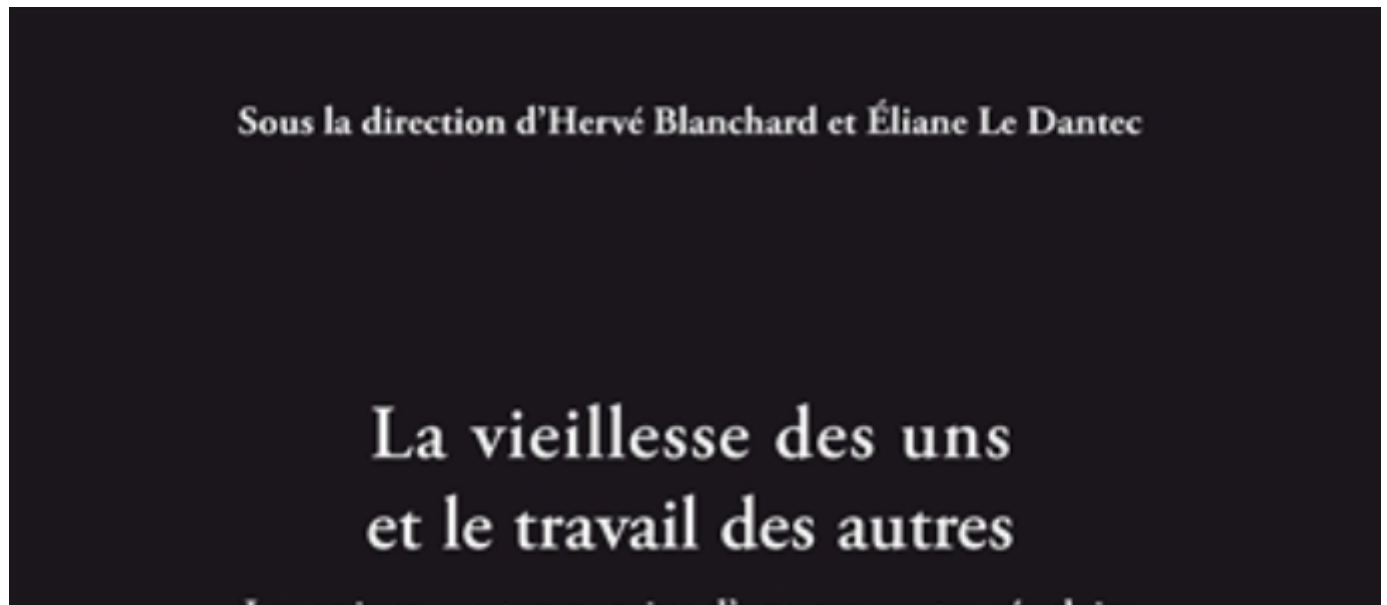 Sous la direction d’Hervé Blanchard et Éliane Le Dantec
La vieillesse des uns
et le travail des autres